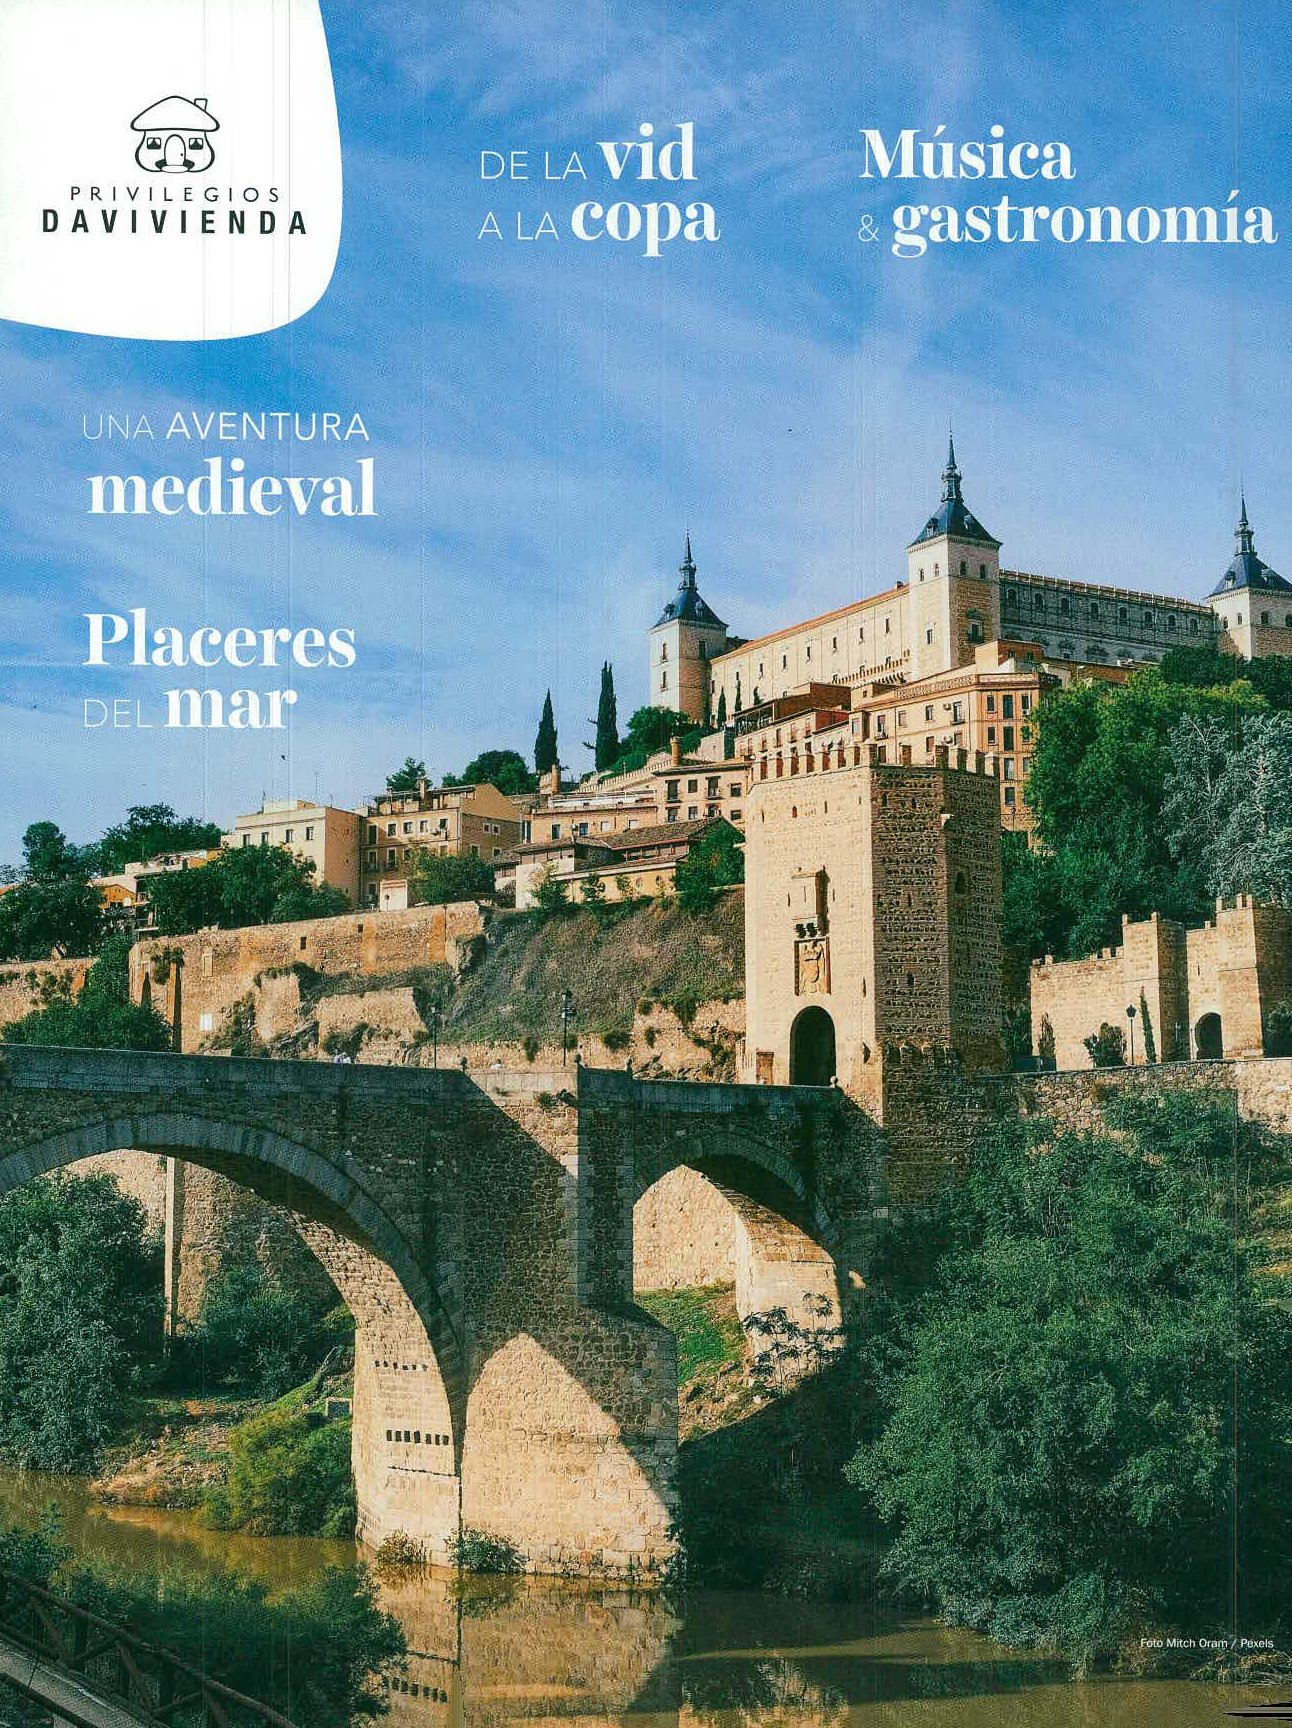 PRIVILEGIOS
DAVIVIENDA
DE LA vid
A LA copa
Música
& gastronomía
UNA AVENTURA
medieval
Placeres
DEL mar
Foto Mitch Oram / Pexels